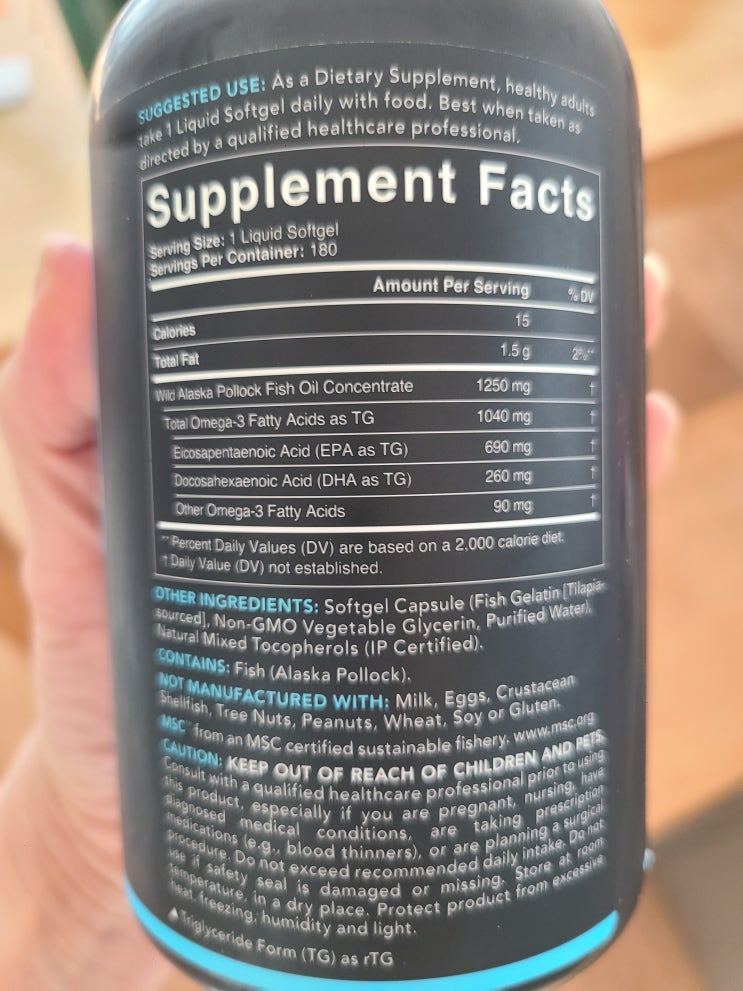 SUGGESTED USE: As a Dietary Supplement, healthy adults
take 1 Liquid Softgel daily with food. Best when taken as
directed by a qualified healthcare professional.
Supplement Facts
Serving Size: 1 Liquid Softgel
Servings Per Container: 180
Amount Per Serving % DV
Calories 15
Total Fat 1.5 g 2%**
Wild Alaska Pollock Fish Oil Concentrate 1250 mg †
Total Omega-3 Fatty Acids as TG 1040 mg †
Eicosapentaenoic Acid (EPA as TG) 690 mg †
Docosahexaenoic Acid (DHA as TG) 260 mg †
Other Omega-3 Fatty Acids 90 mg †
**Percent Daily Values (DV) are based on a 2,000 calorie diet.
† Daily Value (DV) not established.
OTHER INGREDIENTS: Softgel Capsule (Fish Gelatin [Tilapia-
sourced], Non-GMO Vegetable Glycerin, Purified Water),
Natural Mixed Tocopherols (IP Certified).
CONTAINS: Fish (Alaska Pollock).
NOT MANUFACTURED WITH: Milk, Eggs, Crustacean
Shellfish, Tree Nuts, Peanuts, Wheat, Soy or Gluten.
MSC™ from an MSC certified sustainable fishery. www.msc.org
CAUTION: KEEP OUT OF REACH OF CHILDREN AND PETS.
Consult with a qualified healthcare professional prior to using
this product, especially if you are pregnant, nursing, have
diagnosed medical conditions, are taking prescription
medications (e.g., blood thinners), or are planning a surgical
procedure. Do not exceed recommended daily intake. Do not
use if safety seal is damaged or missing. Store at room
temperature, in a dry place. Protect product from excessive
heat, freezing, humidity and light.
▲Triglyceride Form (TG) as rTG